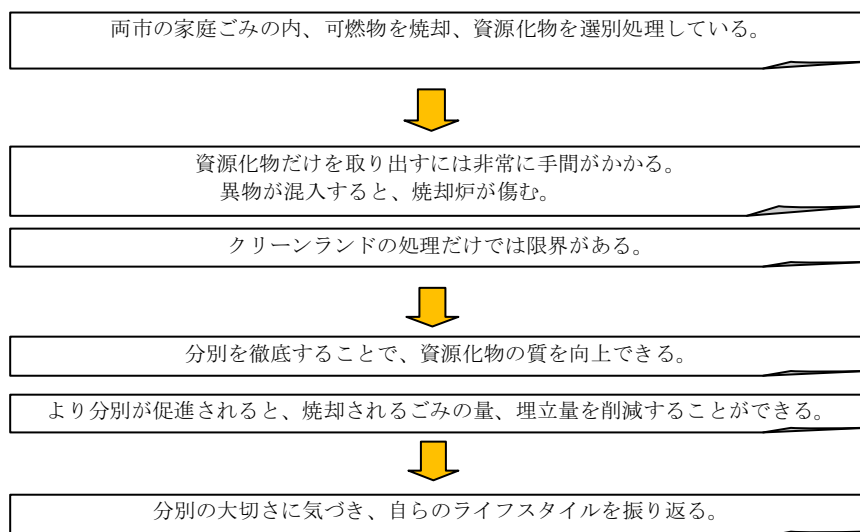 両市の家庭ごみの内、可燃物を焼却、資源化物を選別処理している。
資源化物だけを取り出すには非常に手間がかかる。
異物が混入すると、焼却炉が傷む。
クリーンランドの処理だけでは限界がある。
分別を徹底することで、資源化物の質を向上できる。
より分別が促進されると、焼却されるごみの量、埋立量を削減することができる。
分別の大切さに気づき、自らのライフスタイルを振り返る。